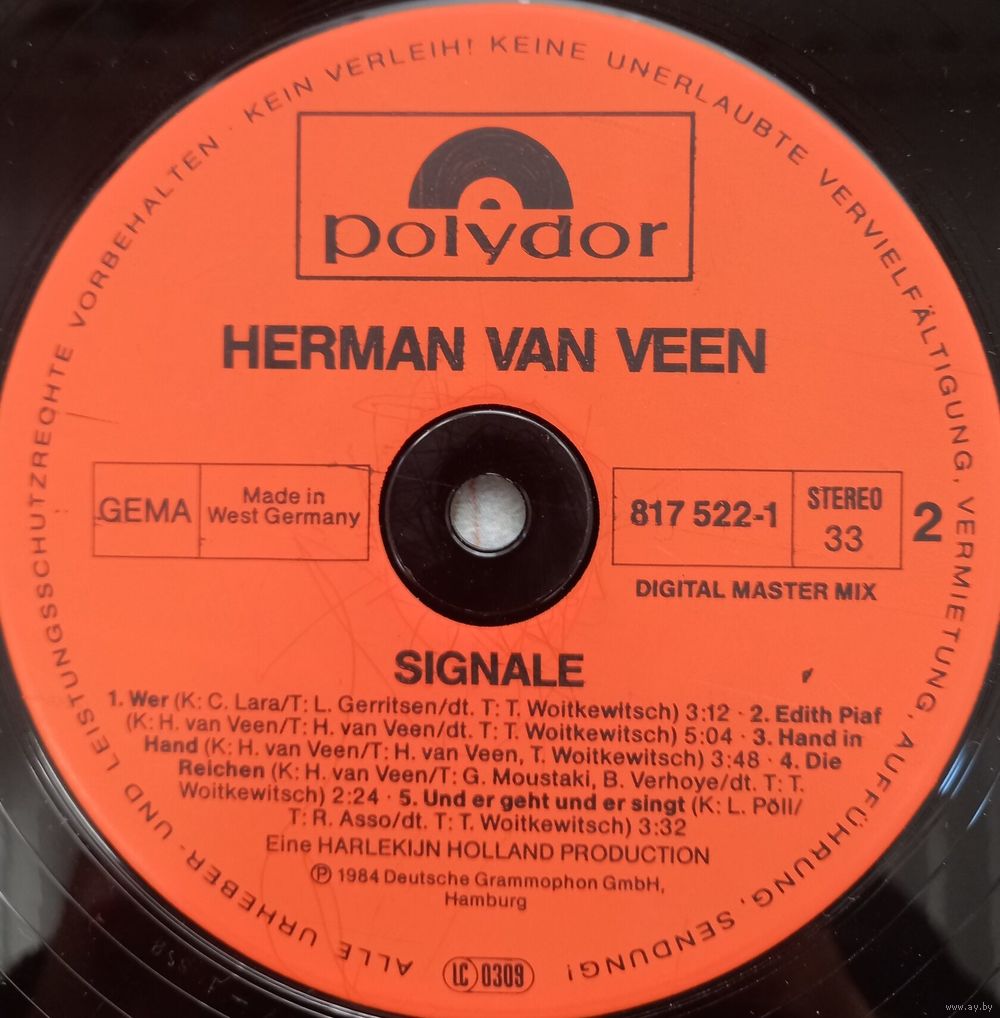 ALLE URHEBER- UND LEISTUNGSSCHUTZRECHTE VORBEHALTEN · KEIN VERLEIH! KEINE UNERLAUBTE VERVIELFÄLTIGUNG, VERMIETUNG, AUFFÜHRUNG, SENDUNG!
polydor
HERMAN VAN VEEN
GEMA
Made in
West Germany
817 522-1
STEREO
33
2
DIGITAL MASTER MIX
SIGNALE
1. Wer (K: C. Lara/T: L. Gerritsen/dt. T: T. Woitkewitsch) 3:12 · 2. Edith Piaf
(K: H. van Veen/T: H. van Veen/dt. T: T. Woitkewitsch) 5:04 · 3. Hand in
Hand (K: H. van Veen/T: H. van Veen, T. Woitkewitsch) 3:48 · 4. Die
Reichen (K: H. van Veen/T: G. Moustaki, B. Verhoye/dt. T: T.
Woitkewitsch) 2:24 · 5. Und er geht und er singt (K: L. Pöll/
T: R. Asso/dt. T: T. Woitkewitsch) 3:32
Eine HARLEKIJN HOLLAND PRODUCTION
℗ 1984 Deutsche Grammophon GmbH,
Hamburg
LC 0309
www.ay.by